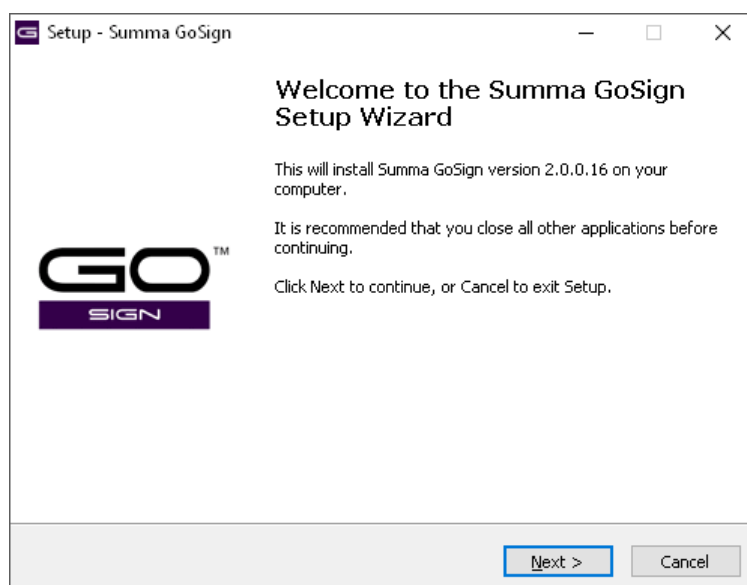 Setup - Summa GoSign
Welcome to the Summa GoSign
Setup Wizard
This will install Summa GoSign version 2.0.0.16 on your
computer.
It is recommended that you close all other applications before
continuing.
Click Next to continue, or Cancel to exit Setup.
GO™
SIGN
Next >
Cancel